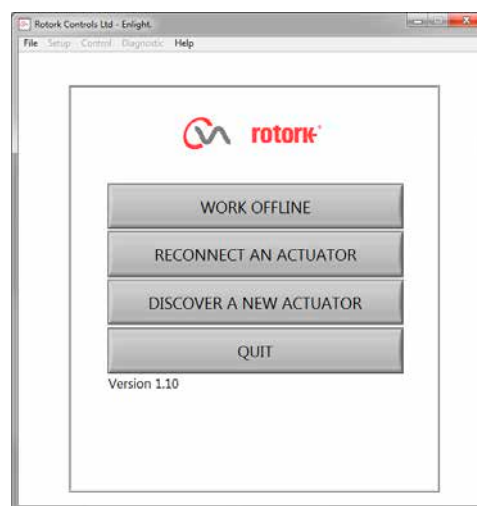 Rotork Controls Ltd - Enlight.
File Setup Control Diagnostic Help
rotork
WORK OFFLINE
RECONNECT AN ACTUATOR
DISCOVER A NEW ACTUATOR
QUIT
Version 1.10